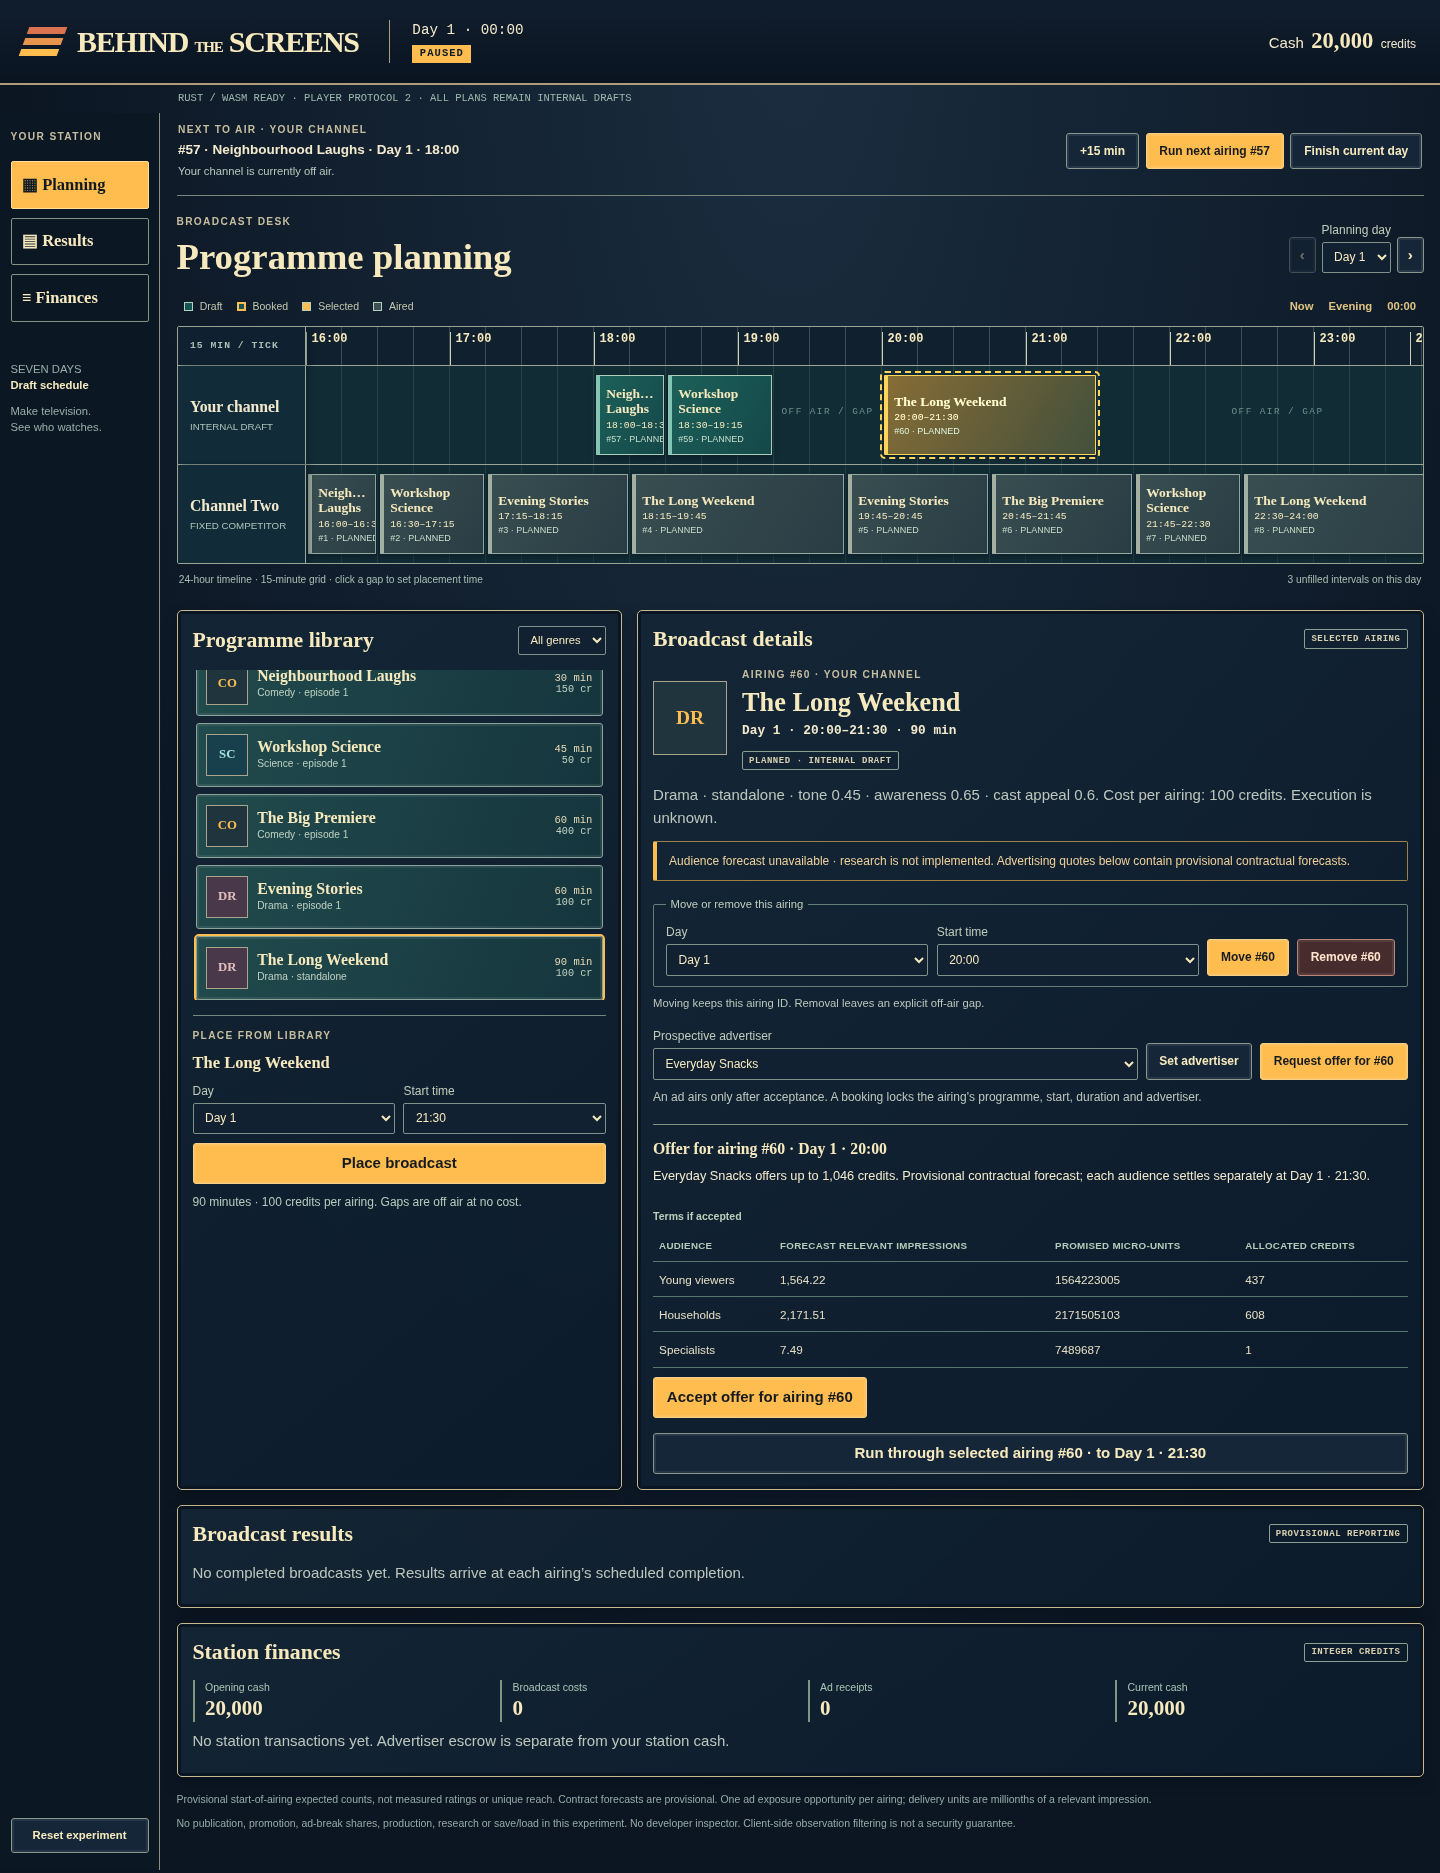 BEHIND THE SCREENS
Day 1 · 00:00
PAUSED
Cash 20,000 credits
RUST / WASM READY · PLAYER PROTOCOL 2 · ALL PLANS REMAIN INTERNAL DRAFTS
YOUR STATION
▦ Planning
▤ Results
≡ Finances
SEVEN DAYS
Draft schedule
Make television.
See who watches.
Reset experiment
NEXT TO AIR · YOUR CHANNEL
#57 · Neighbourhood Laughs · Day 1 · 18:00
Your channel is currently off air.
+15 min
Run next airing #57
Finish current day
BROADCAST DESK
Programme planning
Planning day
‹
Day 1
›
Draft Booked Selected Aired
Now Evening 00:00
15 MIN / TICK
16:00 17:00 18:00 19:00 20:00 21:00 22:00 23:00 2
Your channel
INTERNAL DRAFT
Neigh…
Laughs
18:00–18:3
#57 · PLANNE
Workshop
Science
18:30–19:15
#59 · PLANNED
OFF AIR / GAP
The Long Weekend
20:00–21:30
#60 · PLANNED
OFF AIR / GAP
Channel Two
FIXED COMPETITOR
Neigh…
Laughs
16:00–16:3
#1 · PLANNED
Workshop
Science
16:30–17:15
#2 · PLANNED
Evening Stories
17:15–18:15
#3 · PLANNED
The Long Weekend
18:15–19:45
#4 · PLANNED
Evening Stories
19:45–20:45
#5 · PLANNED
The Big Premiere
20:45–21:45
#6 · PLANNED
Workshop
Science
21:45–22:30
#7 · PLANNED
The Long Weekend
22:30–24:00
#8 · PLANNED
24-hour timeline · 15-minute grid · click a gap to set placement time
3 unfilled intervals on this day
Programme library
All genres
CO
Neighbourhood Laughs
Comedy · episode 1
30 min
150 cr
SC
Workshop Science
Science · episode 1
45 min
50 cr
CO
The Big Premiere
Comedy · episode 1
60 min
400 cr
DR
Evening Stories
Drama · episode 1
60 min
100 cr
DR
The Long Weekend
Drama · standalone
90 min
100 cr
PLACE FROM LIBRARY
The Long Weekend
Day
Day 1
Start time
21:30
Place broadcast
90 minutes · 100 credits per airing. Gaps are off air at no cost.
Broadcast details
SELECTED AIRING
DR
AIRING #60 · YOUR CHANNEL
The Long Weekend
Day 1 · 20:00–21:30 · 90 min
PLANNED · INTERNAL DRAFT
Drama · standalone · tone 0.45 · awareness 0.65 · cast appeal 0.6. Cost per airing: 100 credits. Execution is
unknown.
Audience forecast unavailable · research is not implemented. Advertising quotes below contain provisional contractual forecasts.
Move or remove this airing
Day
Day 1
Start time
20:00
Move #60
Remove #60
Moving keeps this airing ID. Removal leaves an explicit off-air gap.
Prospective advertiser
Everyday Snacks
Set advertiser
Request offer for #60
An ad airs only after acceptance. A booking locks the airing's programme, start, duration and advertiser.
Offer for airing #60 · Day 1 · 20:00
Everyday Snacks offers up to 1,046 credits. Provisional contractual forecast; each audience settles separately at Day 1 · 21:30.
Terms if accepted
AUDIENCE FORECAST RELEVANT IMPRESSIONS PROMISED MICRO-UNITS ALLOCATED CREDITS
Young viewers 1,564.22 1564223005 437
Households 2,171.51 2171505103 608
Specialists 7.49 7489687 1
Accept offer for airing #60
Run through selected airing #60 · to Day 1 · 21:30
Broadcast results
PROVISIONAL REPORTING
No completed broadcasts yet. Results arrive at each airing's scheduled completion.
Station finances
INTEGER CREDITS
Opening cash
20,000
Broadcast costs
0
Ad receipts
0
Current cash
20,000
No station transactions yet. Advertiser escrow is separate from your station cash.
Provisional start-of-airing expected counts, not measured ratings or unique reach. Contract forecasts are provisional. One ad exposure opportunity per airing; delivery units are millionths of a relevant impression.
No publication, promotion, ad-break shares, production, research or save/load in this experiment. No developer inspector. Client-side observation filtering is not a security guarantee.